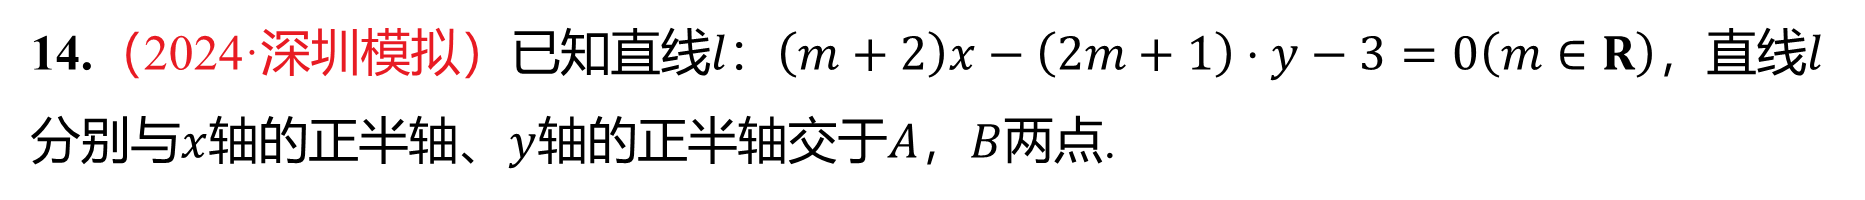 14.（2024·深圳模拟）已知直线l：(m + 2)x − (2m + 1) · y − 3 = 0(m ∈ R)，直线l
分别与x轴的正半轴、y轴的正半轴交于A，B两点.